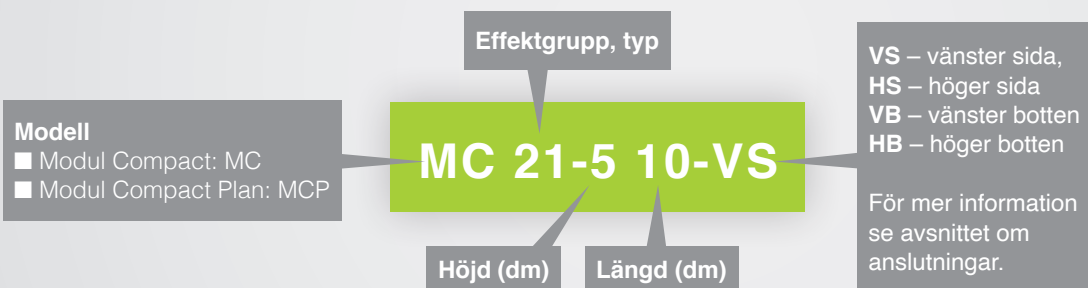 Effektgrupp, typ
Modell
■ Modul Compact: MC
■ Modul Compact Plan: MCP
MC 21-5 10-VS
VS – vänster sida,
HS – höger sida
VB – vänster botten
HB – höger botten
För mer information
se avsnittet om
anslutningar.
Höjd (dm)
Längd (dm)